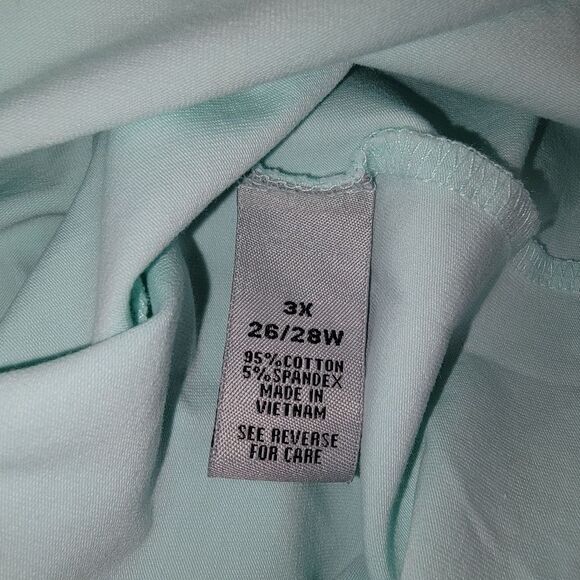 3X
26/28W
95%COTTON
5%SPANDEX
MADE IN
VIETNAM
SEE REVERSE
FOR CARE